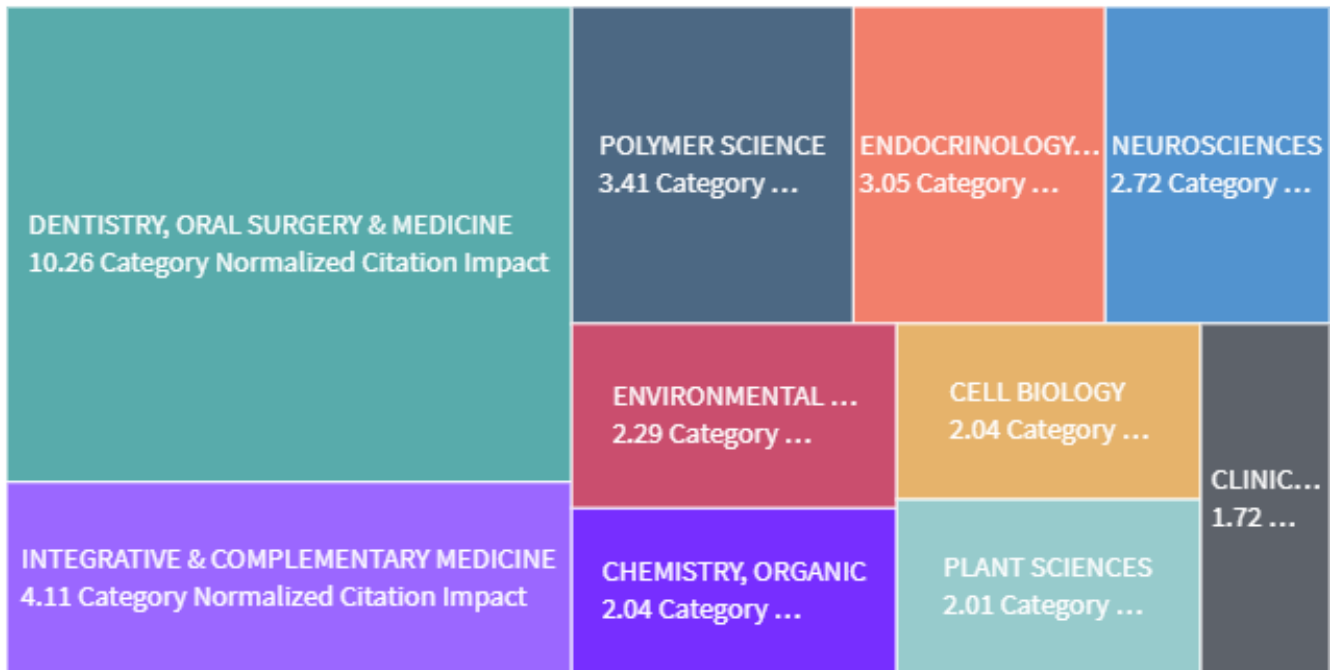 DENTISTRY, ORAL SURGERY & MEDICINE
10.26 Category Normalized Citation Impact
INTEGRATIVE & COMPLEMENTARY MEDICINE
4.11 Category Normalized Citation Impact
POLYMER SCIENCE
3.41 Category ...
ENDOCRINOLOGY...
3.05 Category ...
NEUROSCIENCES
2.72 Category ...
ENVIRONMENTAL ...
2.29 Category ...
CHEMISTRY, ORGANIC
2.04 Category ...
CELL BIOLOGY
2.04 Category ...
PLANT SCIENCES
2.01 Category ...
CLINIC...
1.72 ...